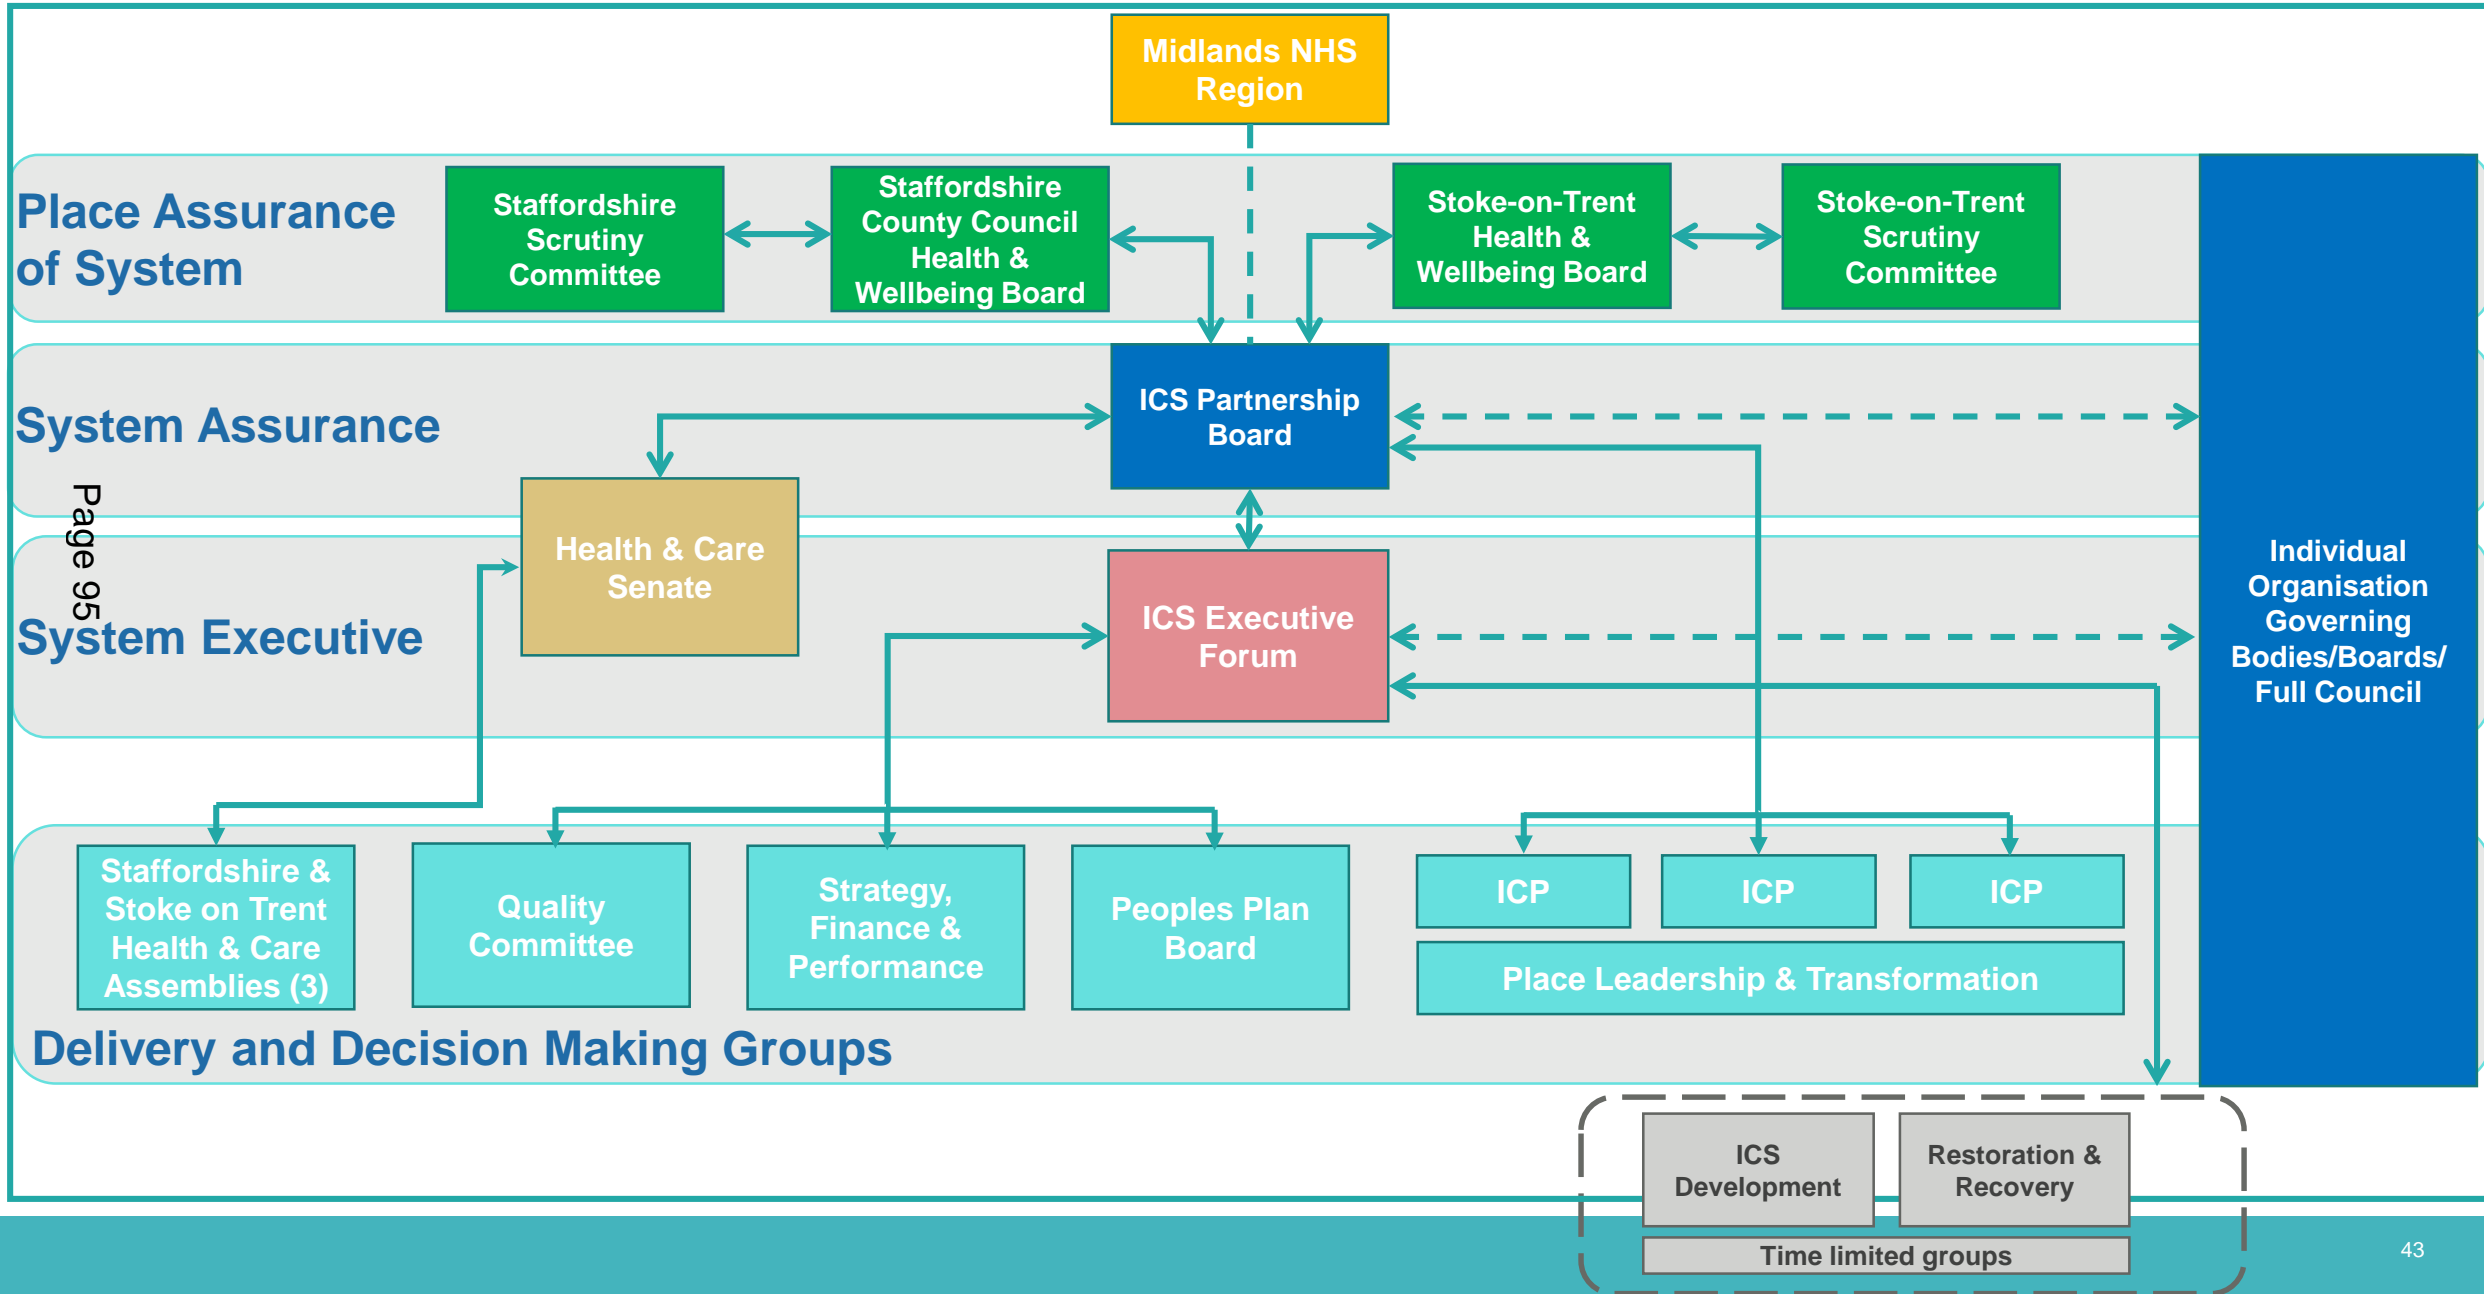 Midlands NHS
Region
Place Assurance
of System
Staffordshire
Scrutiny
Committee
Staffordshire
County Council
Health &
Wellbeing Board
Stoke-on-Trent
Health &
Wellbeing Board
Stoke-on-Trent
Scrutiny
Committee
System Assurance
ICS Partnership
Board
Page 95
Health & Care
Senate
System Executive
ICS Executive
Forum
Individual
Organisation
Governing
Bodies/Boards/
Full Council
Staffordshire &
Stoke on Trent
Health & Care
Assemblies (3)
Quality
Committee
Strategy,
Finance &
Performance
Peoples Plan
Board
ICP
ICP
ICP
Place Leadership & Transformation
Delivery and Decision Making Groups
ICS
Development
Restoration &
Recovery
Time limited groups
43